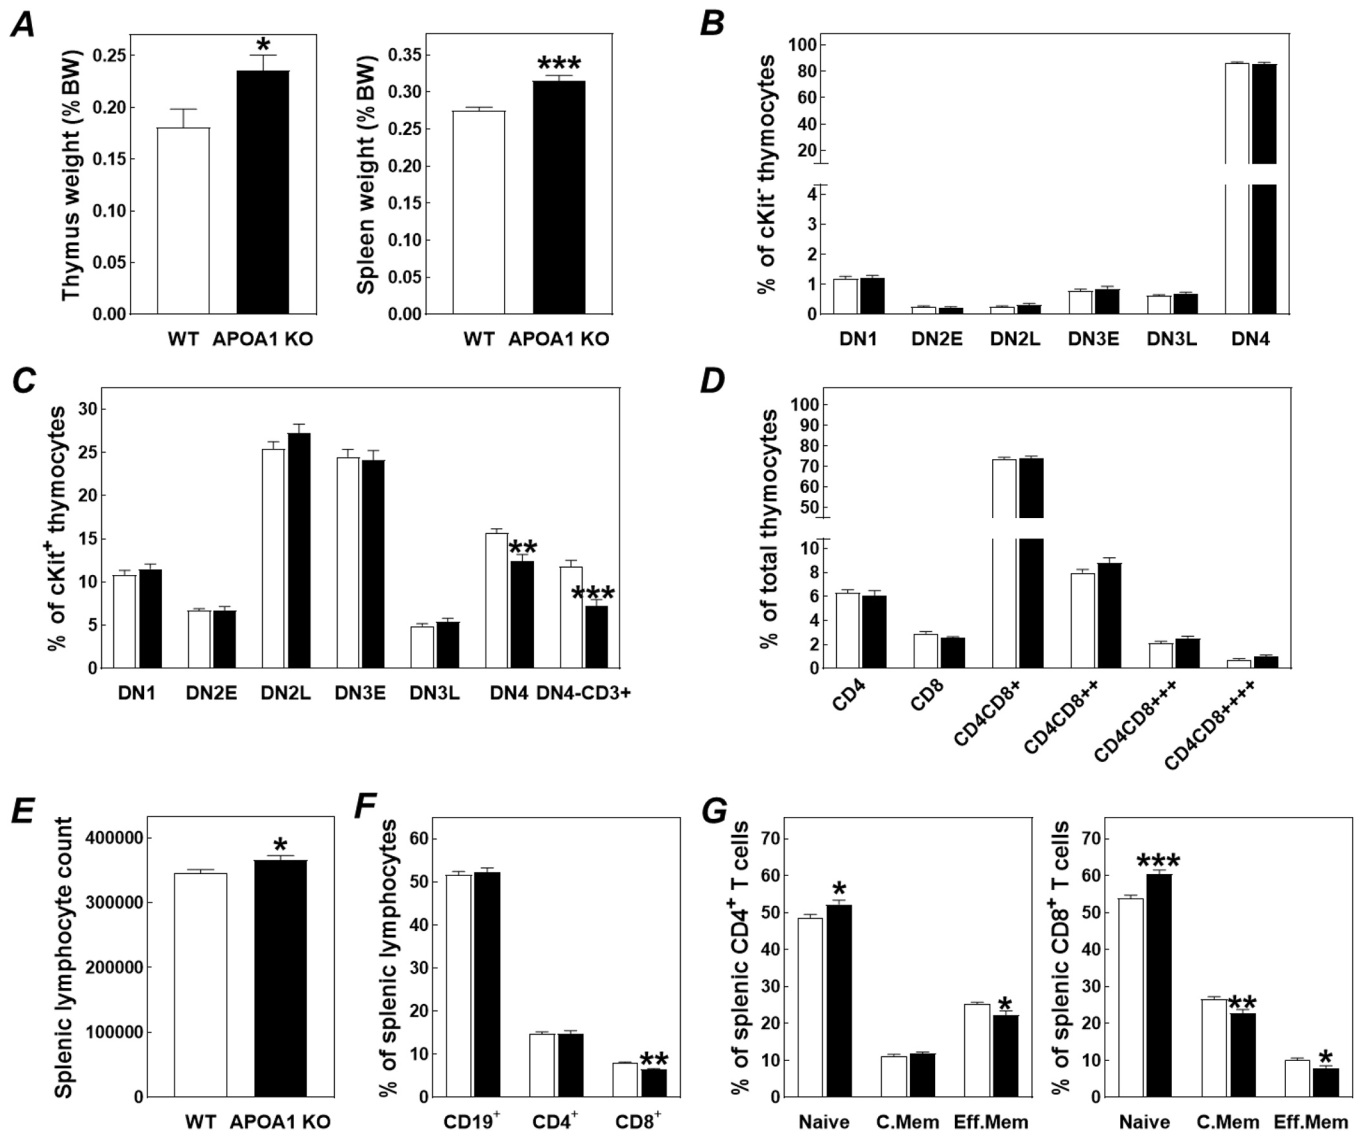 A
Thymus weight (% BW)
0.25
0.20
0.15
0.10
0.05
0.00
*
WT APOA1 KO
Spleen weight (% BW)
0.35
0.30
0.25
0.20
0.15
0.10
0.05
0.00
***
WT APOA1 KO
B
% of cKit⁻ thymocytes
100
80
60
40
20
4
3
2
1
0
DN1 DN2E DN2L DN3E DN3L DN4
C
% of cKit⁺ thymocytes
30
25
20
15
10
5
0
**
***
DN1 DN2E DN2L DN3E DN3L DN4 DN4-CD3+
D
% of total thymocytes
100
90
80
70
60
50
10
8
6
4
2
0
CD4
CD8
CD4CD8+
CD4CD8++
CD4CD8+++
CD4CD8++++
E
Splenic lymphocyte count
400000
300000
200000
100000
0
*
WT APOA1 KO
F
% of splenic lymphocytes
60
50
40
30
20
10
0
**
CD19⁺ CD4⁺ CD8⁺
G
% of splenic CD4⁺ T cells
70
60
50
40
30
20
10
0
*
*
Naive C.Mem Eff.Mem
% of splenic CD8⁺ T cells
70
60
50
40
30
20
10
0
***
**
*
Naive C.Mem Eff.Mem